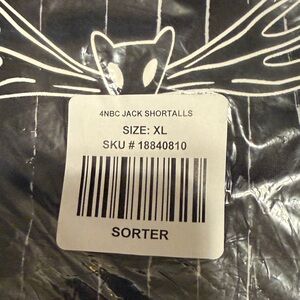 4NBC JACK SHORTALLS
SIZE: XL
SKU # 18840810
SORTER